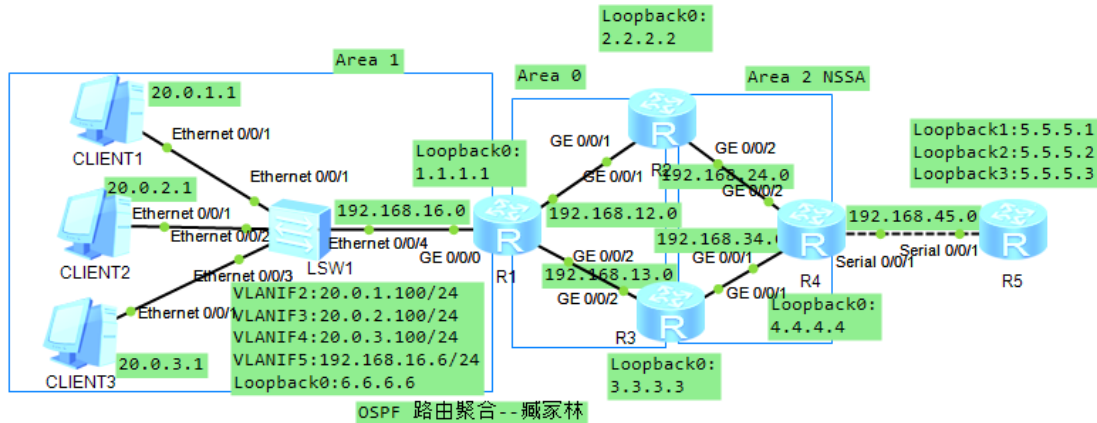 Loopback0:
2.2.2.2
Area 1
Area 0
Area 2 NSSA
20.0.1.1
Ethernet 0/0/1
CLIENT1
Ethernet 0/0/1
Loopback0:
1.1.1.1
GE 0/0/1
GE 0/0/1
R
R2
GE 0/0/2
192.168.24.0
GE 0/0/2
Loopback1:5.5.5.1
Loopback2:5.5.5.2
Loopback3:5.5.5.3
20.0.2.1
Ethernet 0/0/1
Ethernet 0/0/2
CLIENT2
192.168.16.0
Ethernet 0/0/4
GE 0/0/0
LSW1
R
R1
192.168.12.0
192.168.34.0
GE 0/0/2
192.168.13.0
GE 0/0/2
GE 0/0/1
GE 0/0/1
R
R4
192.168.45.0
Serial 0/0/1
Serial 0/0/1
R
R5
Ethernet 0/0/3
Ethernet 0/0/1
CLIENT3
20.0.3.1
VLANIF2:20.0.1.100/24
VLANIF3:20.0.2.100/24
VLANIF4:20.0.3.100/24
VLANIF5:192.168.16.6/24
Loopback0:6.6.6.6
R
R3
Loopback0:
4.4.4.4
Loopback0:
3.3.3.3
OSPF 路由聚合--臧冢林